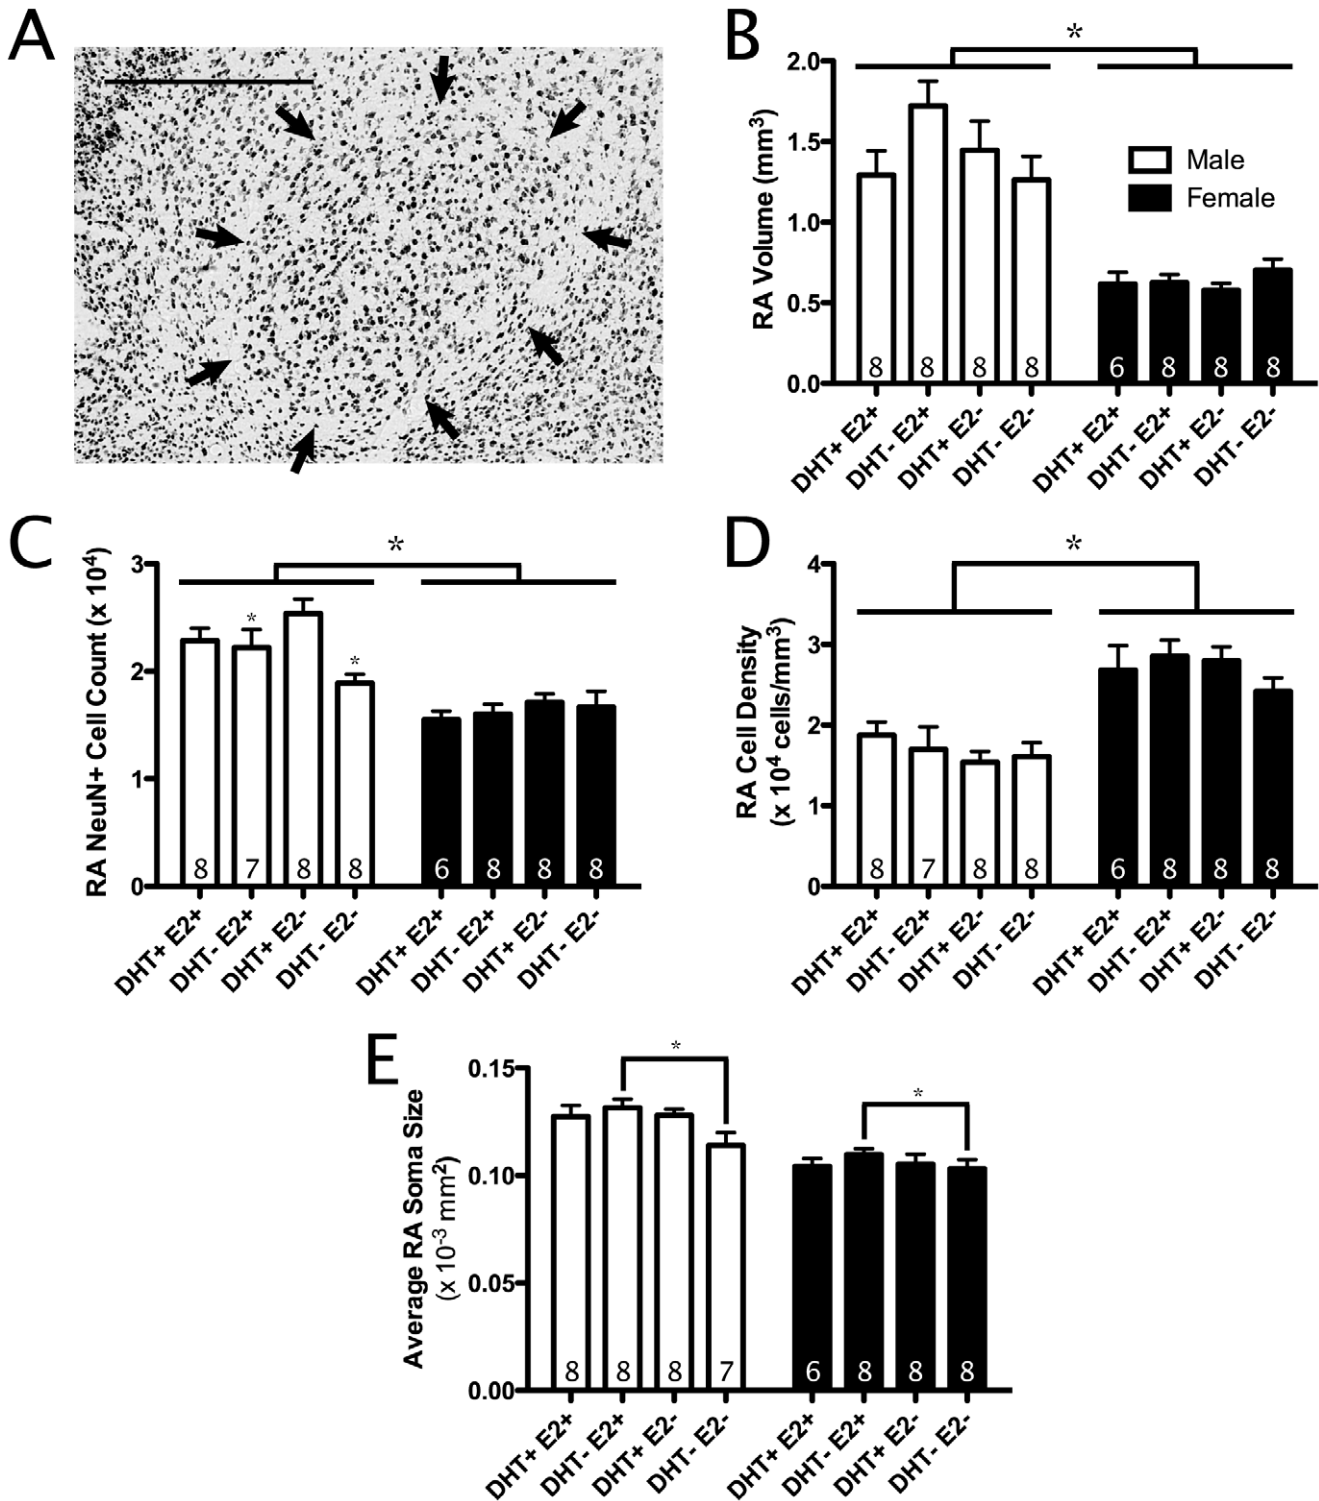 A
B
*
2.0
1.5
1.0
0.5
0.0
RA Volume (mm³)
Male
Female
8 8 8 8 6 8 8 8
DHT+ E2+ DHT- E2+ DHT+ E2- DHT- E2- DHT+ E2+ DHT- E2+ DHT+ E2- DHT- E2-
C
*
3
2
1
0
RA NeuN+ Cell Count (x 10⁴)
* *
8 7 8 8 6 8 8 8
DHT+ E2+ DHT- E2+ DHT+ E2- DHT- E2- DHT+ E2+ DHT- E2+ DHT+ E2- DHT- E2-
D
*
4
3
2
1
0
RA Cell Density
(x 10⁴ cells/mm³)
8 7 8 8 6 8 8 8
DHT+ E2+ DHT- E2+ DHT+ E2- DHT- E2- DHT+ E2+ DHT- E2+ DHT+ E2- DHT- E2-
E
* *
0.15
0.10
0.05
0.00
Average RA Soma Size
(x 10⁻³ mm²)
8 8 8 7 6 8 8 8
DHT+ E2+ DHT- E2+ DHT+ E2- DHT- E2- DHT+ E2+ DHT- E2+ DHT+ E2- DHT- E2-